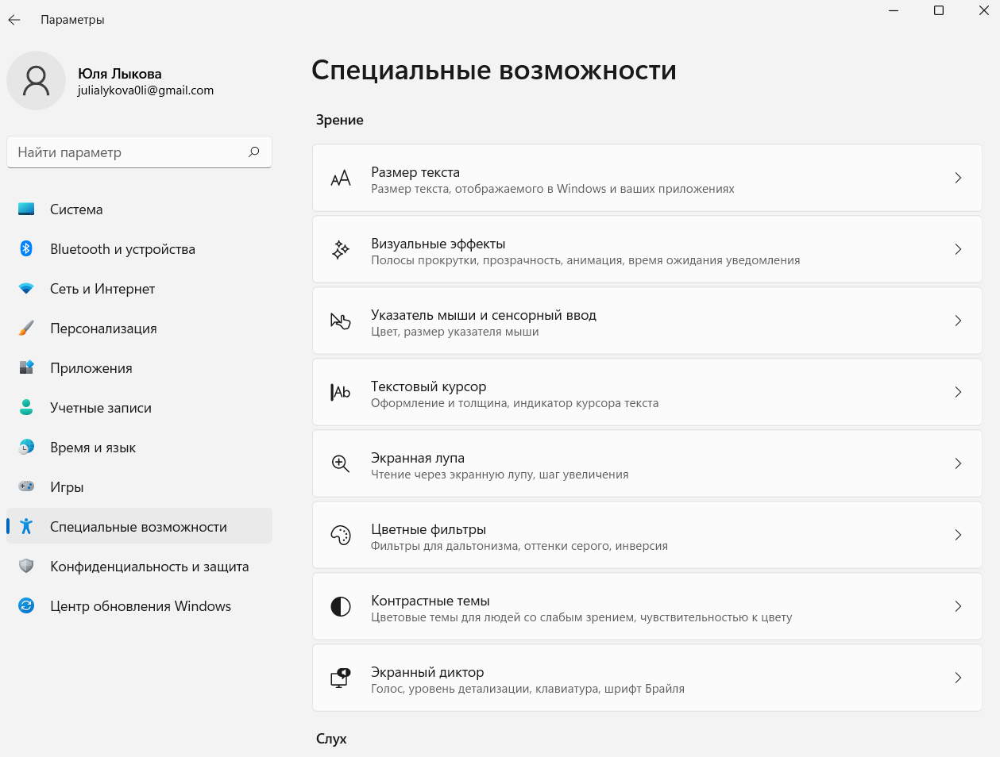 Параметры
Юля Лыкова
julialykova0li@gmail.com
Найти параметр
Система
Bluetooth и устройства
Сеть и Интернет
Персонализация
Приложения
Учетные записи
Время и язык
Игры
Специальные возможности
Конфиденциальность и защита
Центр обновления Windows
Специальные возможности
Зрение
Размер текста
Размер текста, отображаемого в Windows и ваших приложениях
Визуальные эффекты
Полосы прокрутки, прозрачность, анимация, время ожидания уведомления
Указатель мыши и сенсорный ввод
Цвет, размер указателя мыши
Текстовый курсор
Оформление и толщина, индикатор курсора текста
Экранная лупа
Чтение через экранную лупу, шаг увеличения
Цветные фильтры
Фильтры для дальтонизма, оттенки серого, инверсия
Контрастные темы
Цветовые темы для людей со слабым зрением, чувствительностью к цвету
Экранный диктор
Голос, уровень детализации, клавиатура, шрифт Брайля
Слух